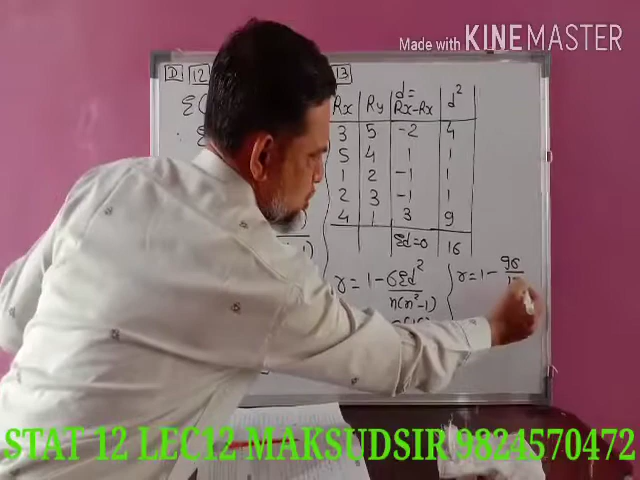 Made with KINEMASTER
D 12 13
Σ(
Rx Ry d= Rx-Rx d²
3 5 -2 4
5 4 1 1
1 2 -1 1
2 3 -1 1
4 1 3 9
Σd=0 16
r = 1 - 6Σd² / n(n²-1)
r = 1 - 96
STAT 12 LEC12 MAKSUDSIR 9824570472